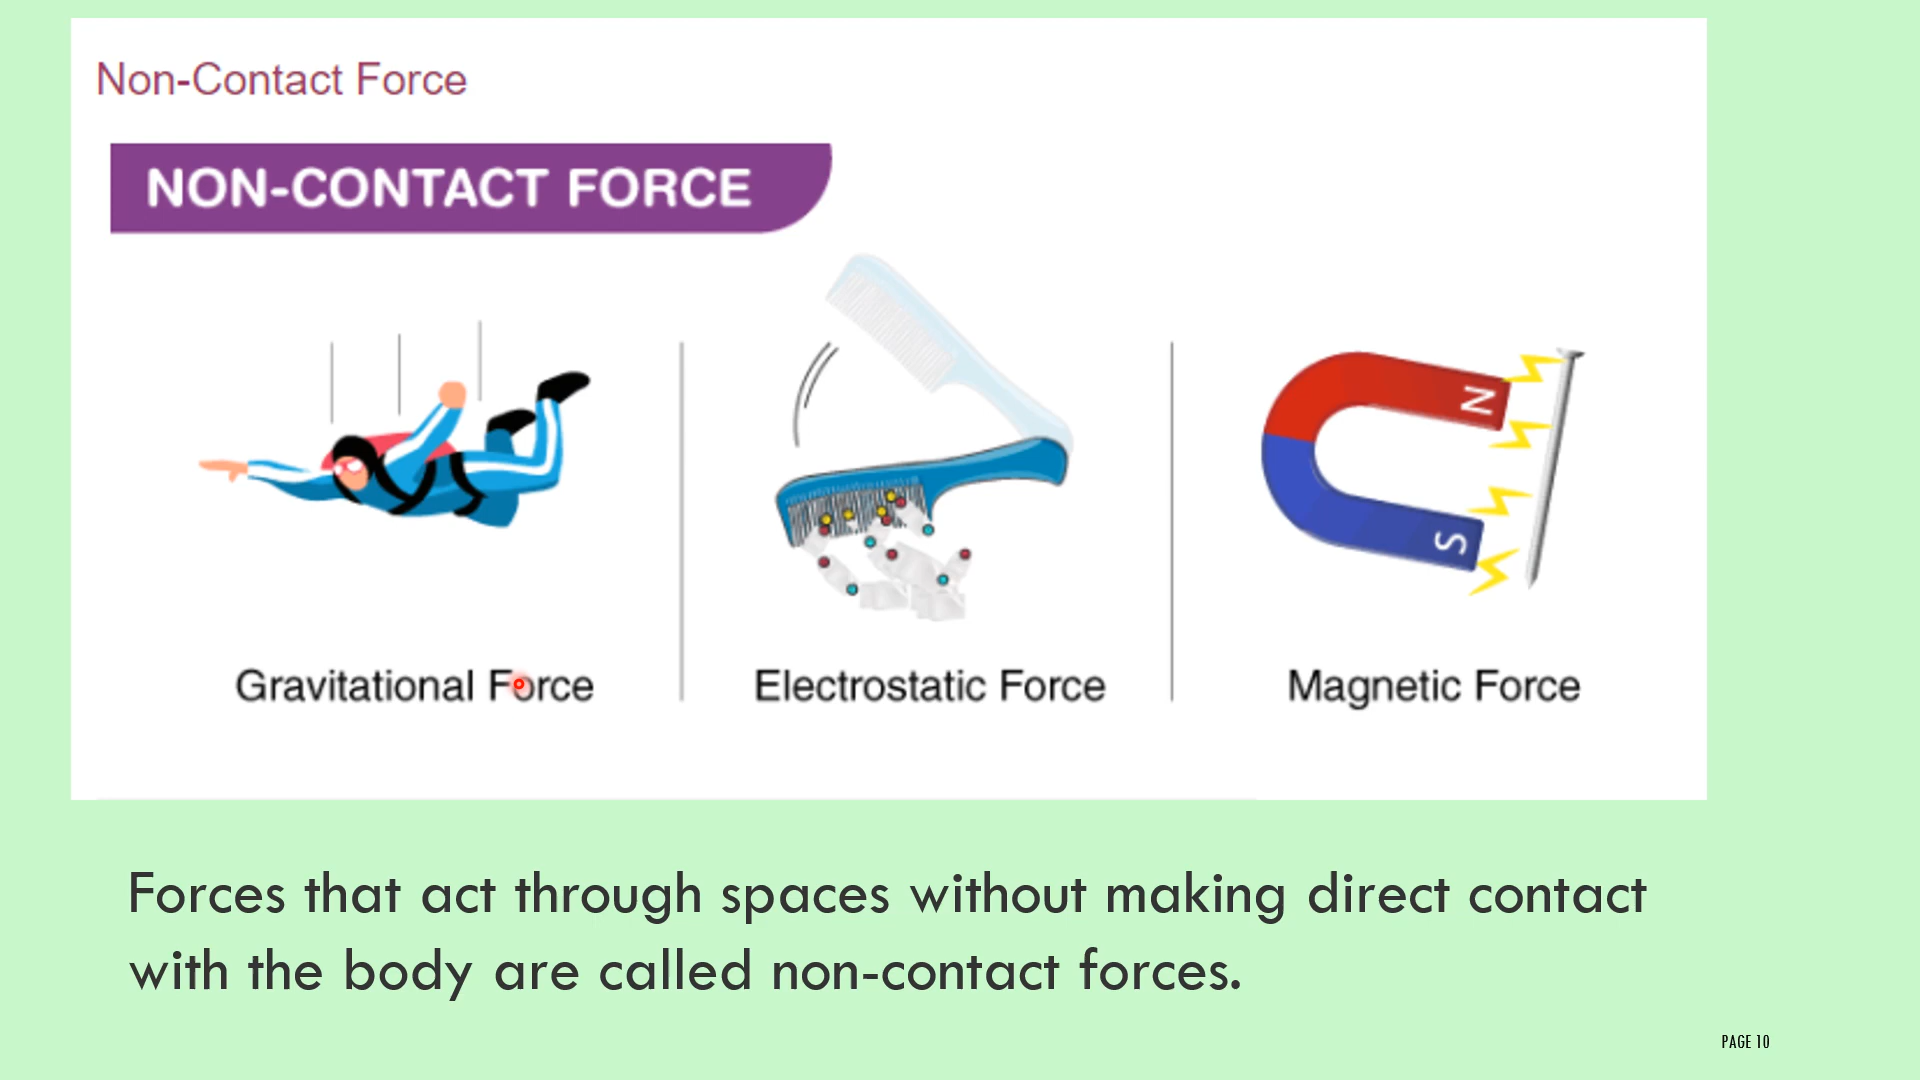 Non-Contact Force
NON-CONTACT FORCE
N
S
Gravitational Force
Electrostatic Force
Magnetic Force
Forces that act through spaces without making direct contact
with the body are called non-contact forces.
PAGE 10